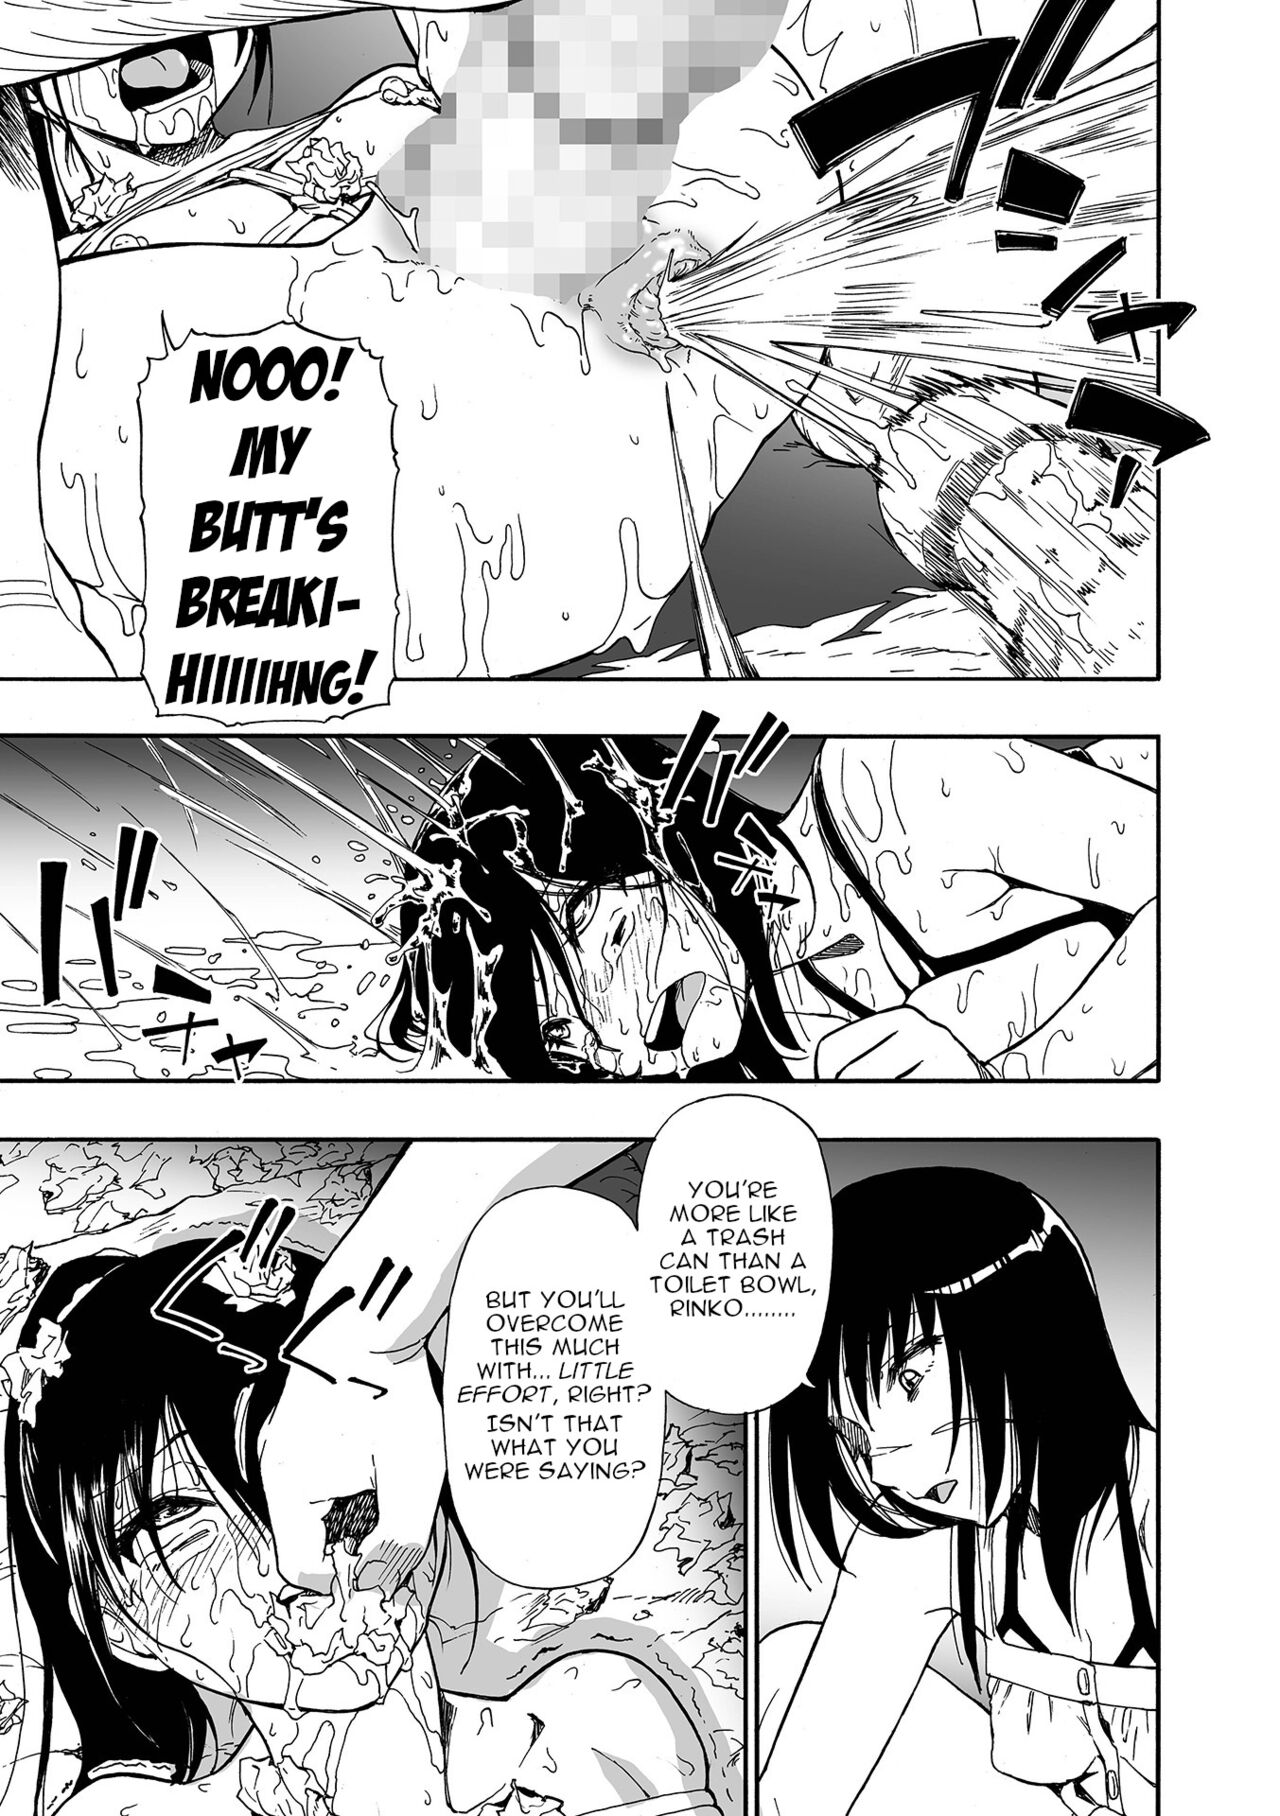 NOOO!
MY
BUTT'S
BREAKI-
HIIIIIHNG!
YOU'RE
MORE LIKE
A TRASH
CAN THAN A
TOILET BOWL,
RINKO........
BUT YOU'LL
OVERCOME
THIS MUCH
WITH... LITTLE
EFFORT, RIGHT?
ISN'T THAT
WHAT YOU
WERE SAYING?